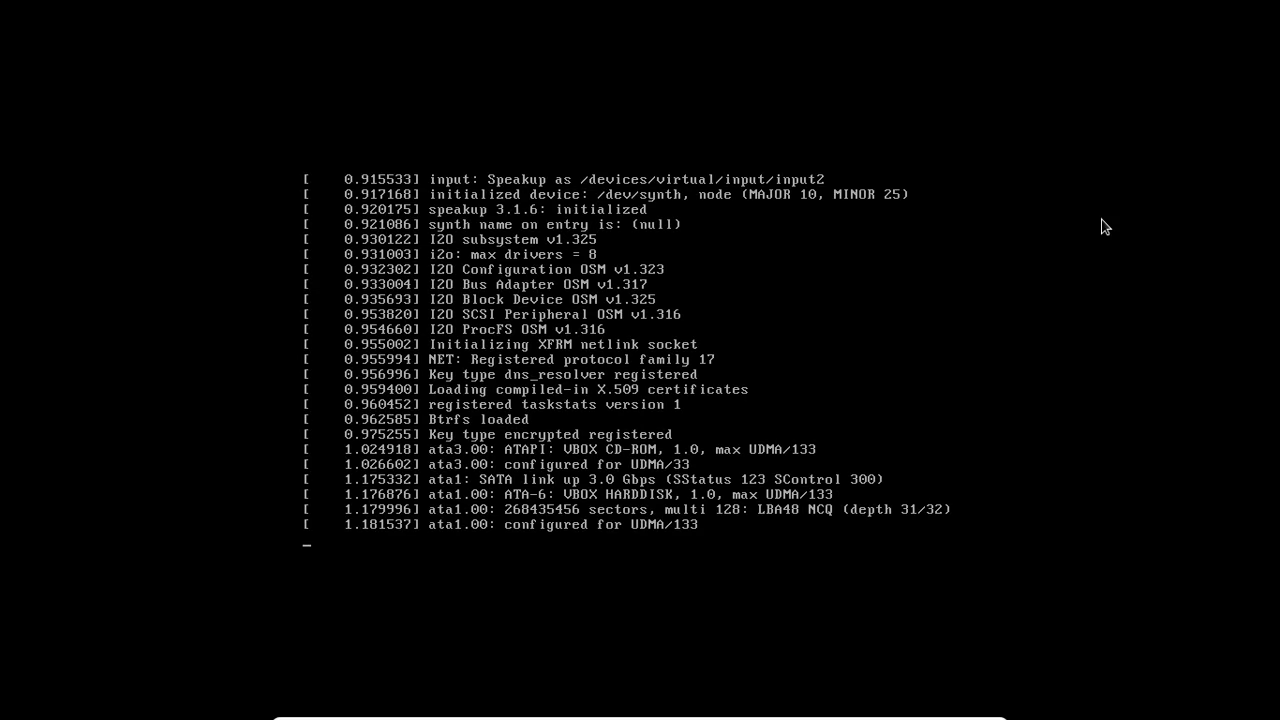 [    0.915533] input: Speakup as /devices/virtual/input/input2
[    0.917168] initialized device: /dev/synth, node (MAJOR 10, MINOR 25)
[    0.920175] speakup 3.1.6: initialized
[    0.921086] synth name on entry is: (null)
[    0.930122] I2O subsystem v1.325
[    0.931003] i2o: max drivers = 8
[    0.932302] I2O Configuration OSM v1.323
[    0.933004] I2O Bus Adapter OSM v1.317
[    0.935693] I2O Block Device OSM v1.325
[    0.953820] I2O SCSI Peripheral OSM v1.316
[    0.954660] I2O ProcFS OSM v1.316
[    0.955002] Initializing XFRM netlink socket
[    0.955994] NET: Registered protocol family 17
[    0.956996] Key type dns_resolver registered
[    0.959400] Loading compiled-in X.509 certificates
[    0.960452] registered taskstats version 1
[    0.962585] Btrfs loaded
[    0.975255] Key type encrypted registered
[    1.024918] ata3.00: ATAPI: VBOX CD-ROM, 1.0, max UDMA/133
[    1.026602] ata3.00: configured for UDMA/33
[    1.175332] ata1: SATA link up 3.0 Gbps (SStatus 123 SControl 300)
[    1.176876] ata1.00: ATA-6: VBOX HARDDISK, 1.0, max UDMA/133
[    1.179996] ata1.00: 268435456 sectors, multi 128: LBA48 NCQ (depth 31/32)
[    1.181537] ata1.00: configured for UDMA/133